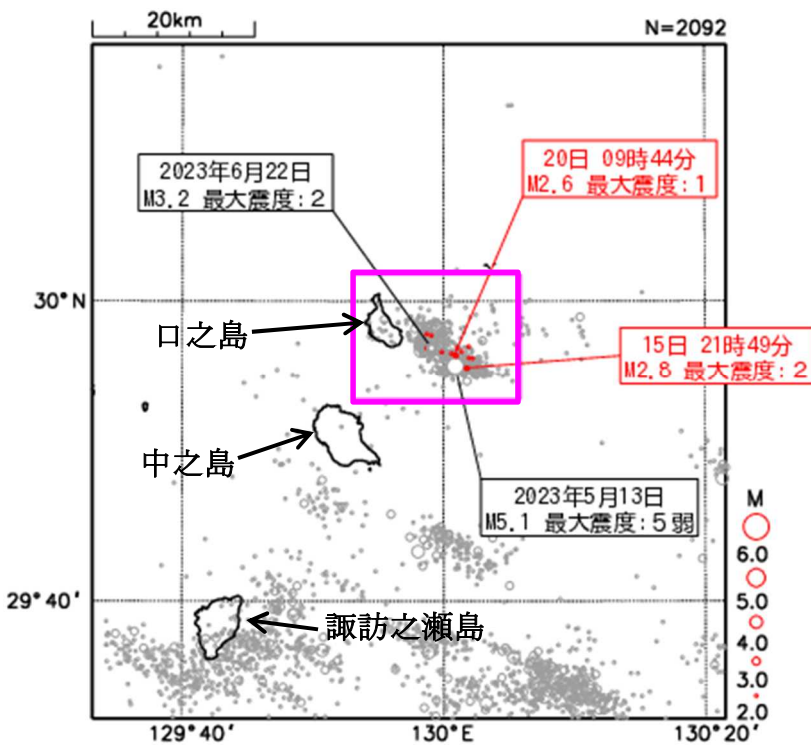 20km
N=2092
2023年6月22日
M3.2 最大震度:2
20日 09時44分
M2.6 最大震度:1
30°N
口之島
15日 21時49分
M2.8 最大震度:2
中之島
2023年5月13日
M5.1 最大震度:5弱
M
6.0
5.0
4.0
3.0
2.0
29°40'
諏訪之瀬島
129°40'
130°E
130°20'